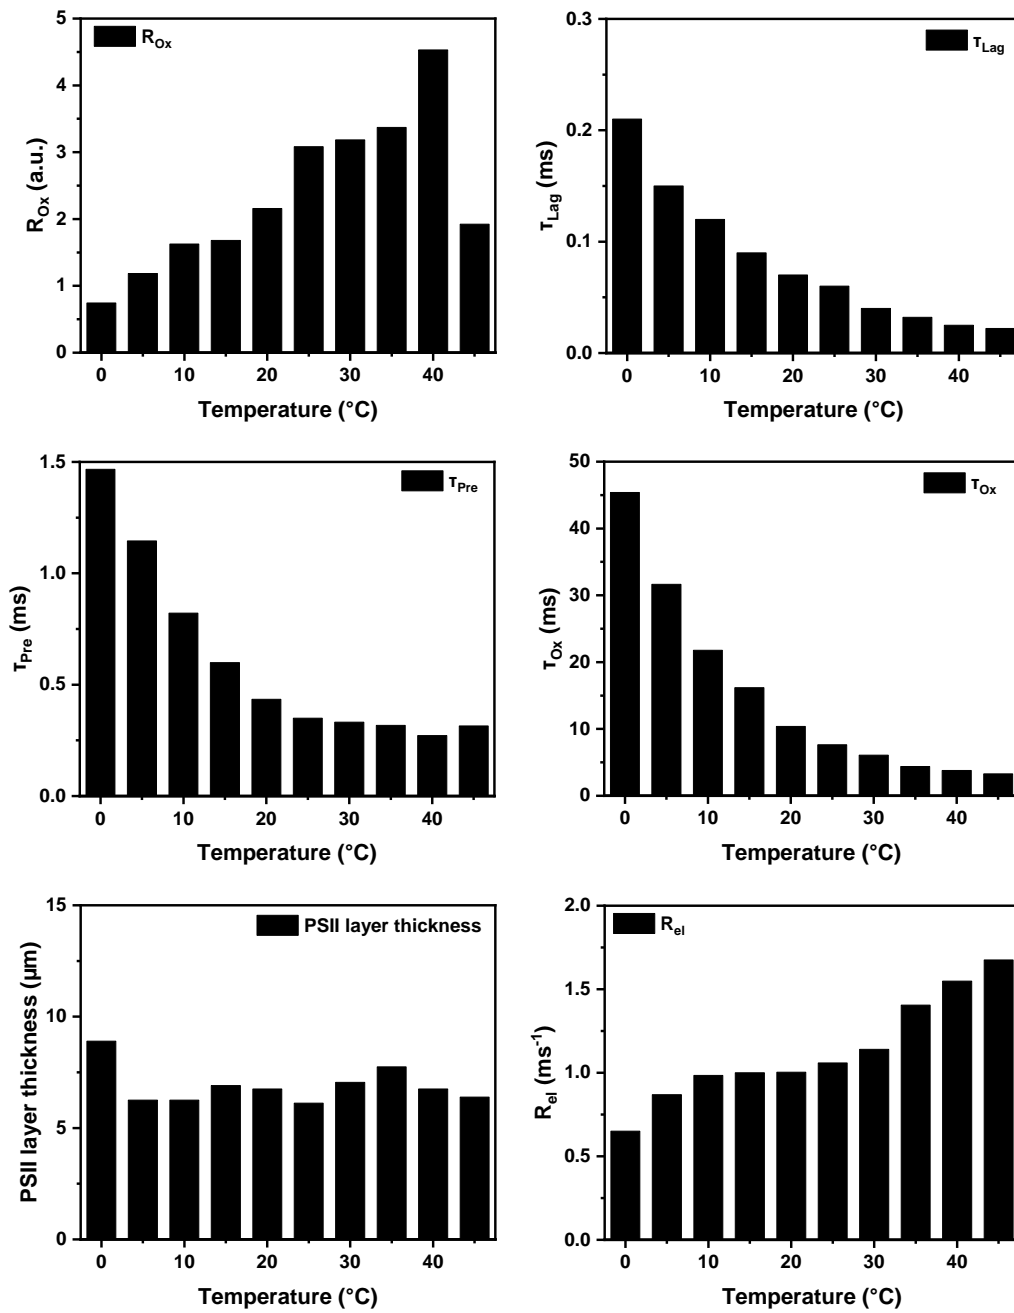 R_Ox
R_Ox (a.u.)
5
4
3
2
1
0
0 10 20 30 40
Temperature (°C)
τ_Lag
τ_Lag (ms)
0.3
0.2
0.1
0.0
0 10 20 30 40
Temperature (°C)
τ_Pre
τ_Pre (ms)
1.5
1.0
0.5
0.0
0 10 20 30 40
Temperature (°C)
τ_Ox
τ_Ox (ms)
50
40
30
20
10
0
0 10 20 30 40
Temperature (°C)
PSII layer thickness
PSII layer thickness (µm)
15
10
5
0
0 10 20 30 40
Temperature (°C)
R_el
R_el (ms⁻¹)
2.0
1.5
1.0
0.5
0.0
0 10 20 30 40
Temperature (°C)